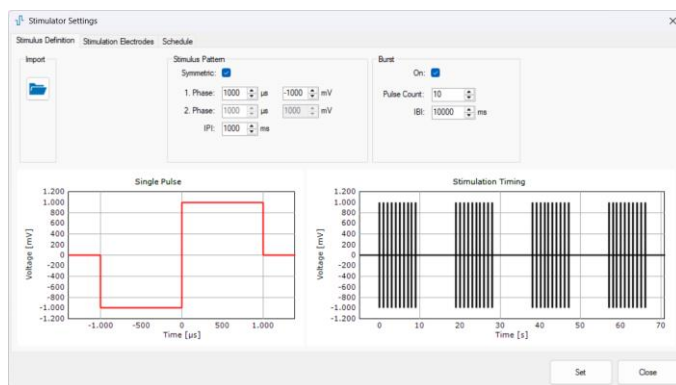 Stimulator Settings
Stimulus Definition Stimulation Electrodes Schedule
Import
Stimulus Pattern
Symmetric:
1. Phase: 1000 µs -1000 mV
2. Phase: 1000 µs 1000 mV
IPI: 1000 ms
Burst
On:
Pulse Count: 10
IBI: 10000 ms
Single Pulse
Voltage [mV]
1.200
1.000
800
600
400
200
0
-200
-400
-600
-800
-1.000
-1.200
-1.000 -500 0 500 1.000
Time [µs]
Stimulation Timing
Voltage [mV]
1.200
1.000
800
600
400
200
0
-200
-400
-600
-800
-1.000
-1.200
0 10 20 30 40 50 60 70
Time [s]
Set Close